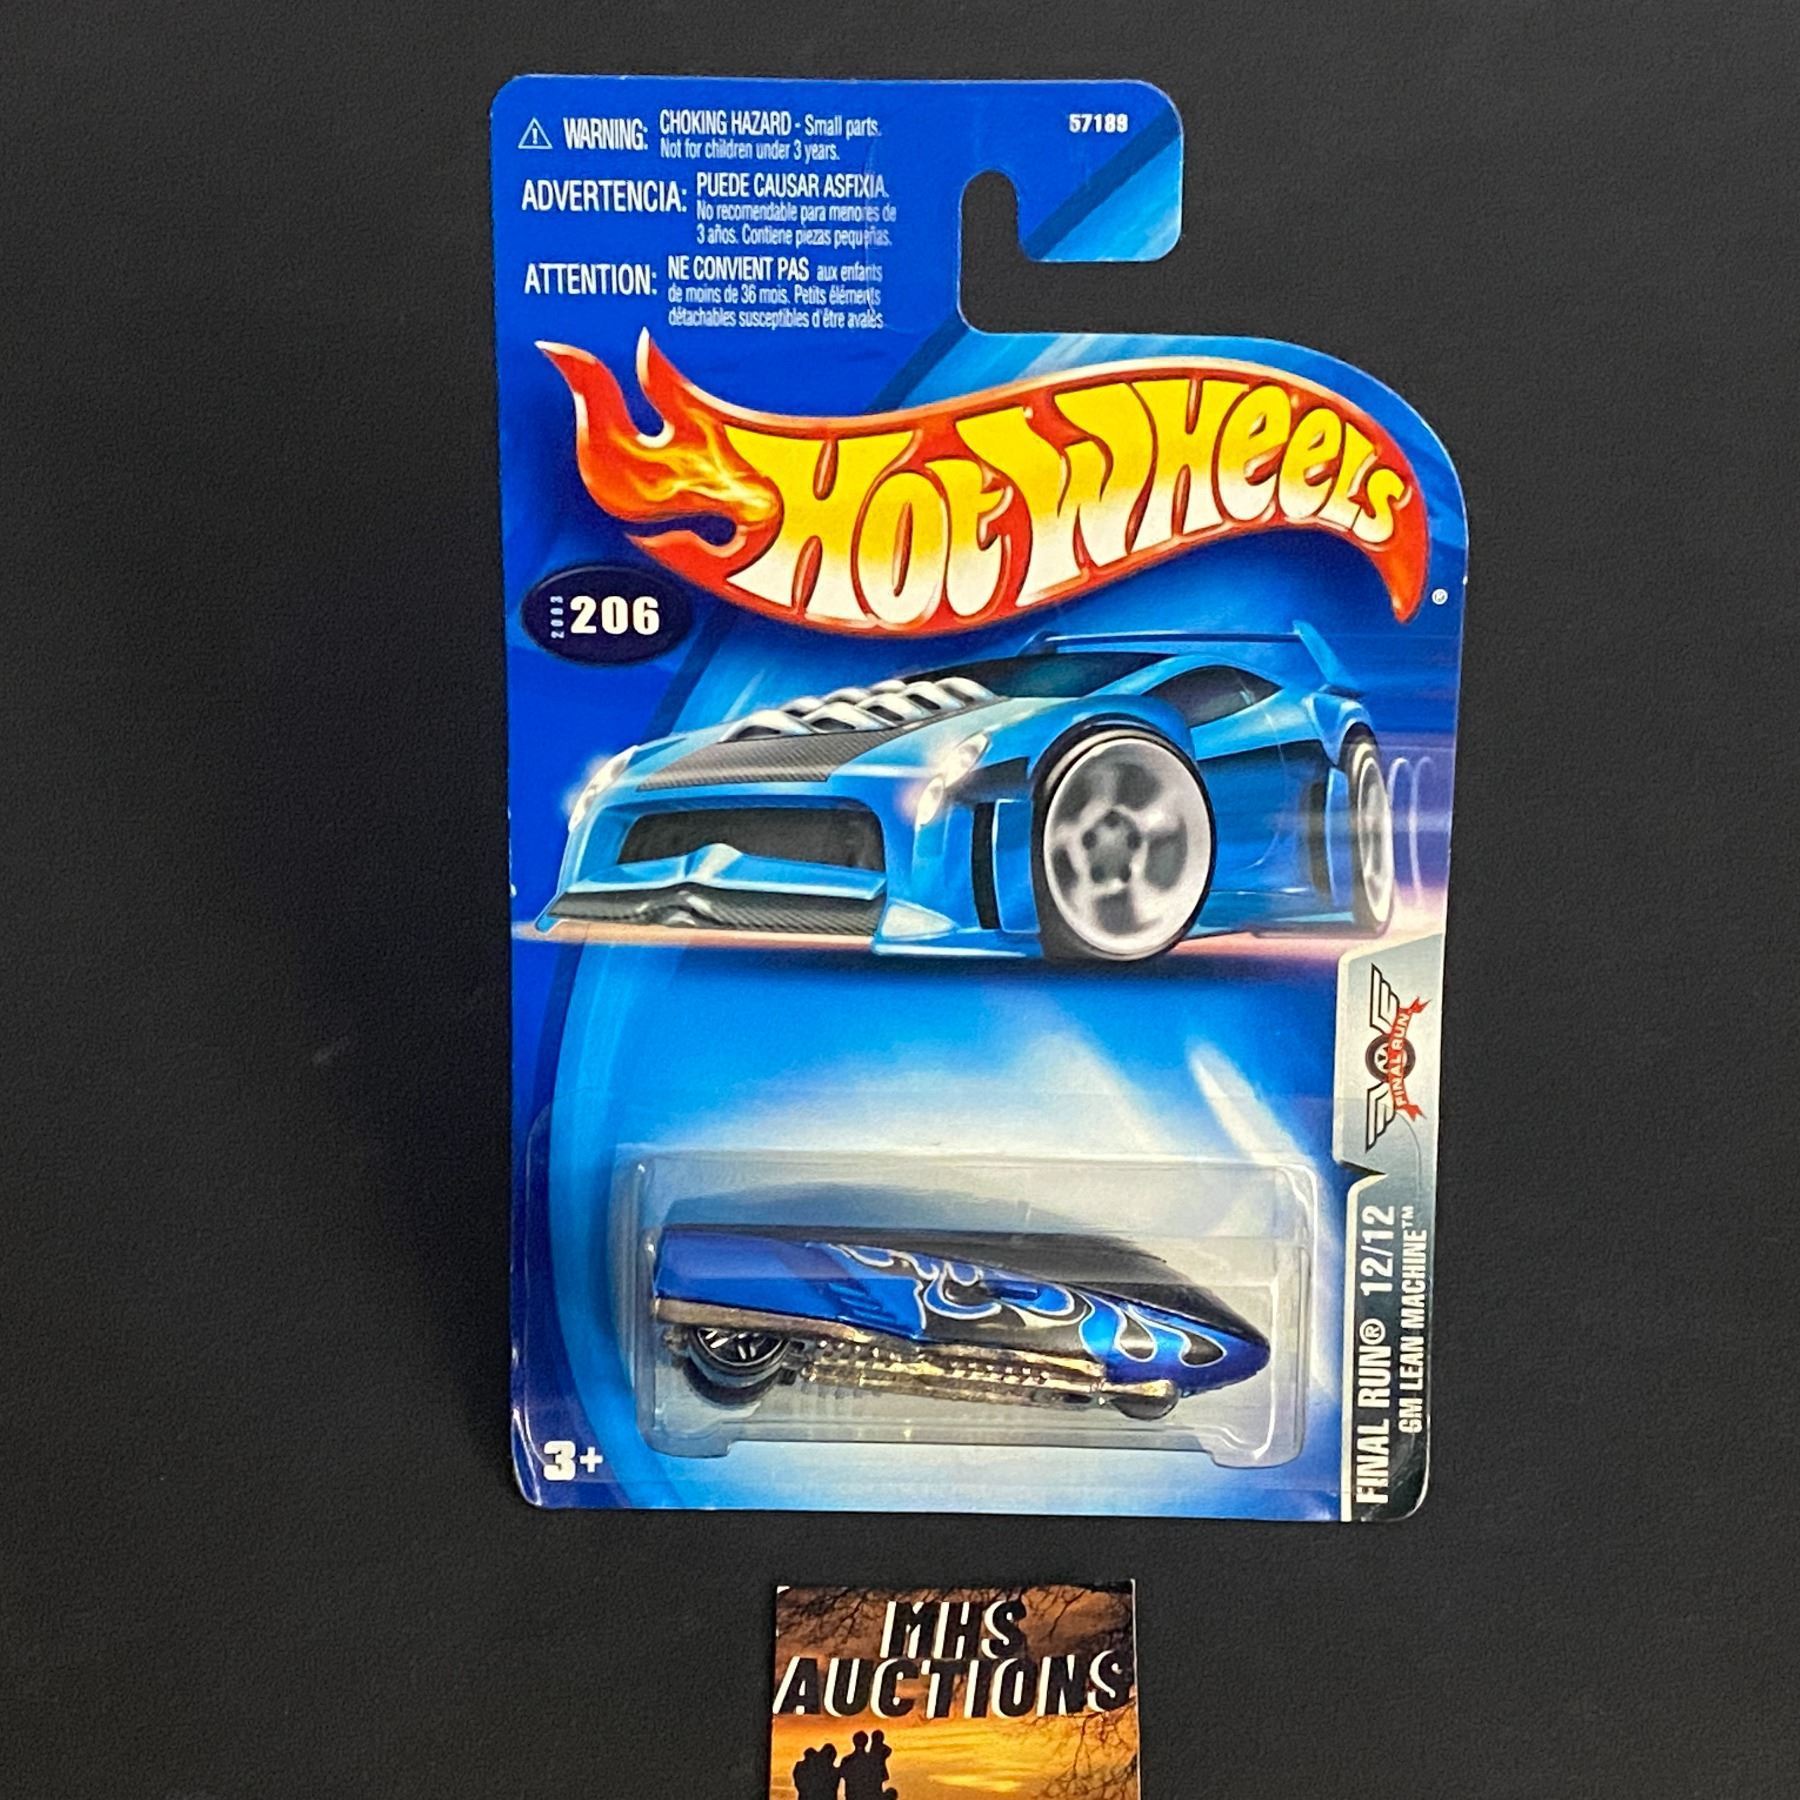 WARNING: CHOKING HAZARD - Small parts.
Not for children under 3 years.
57189
ADVERTENCIA: PUEDE CAUSAR ASFIXIA.
No recomendable para menores de
3 años. Contiene piezas pequeñas.
ATTENTION: NE CONVIENT PAS aux enfants
de moins de 36 mois. Petits éléments
détachables susceptibles d'être avalés
HOT WHEELS ®
2003 206
FINAL RUN
FINAL RUN® 12/12
GM LEAN MACHINE™
3+
MHS
AUCTIONS